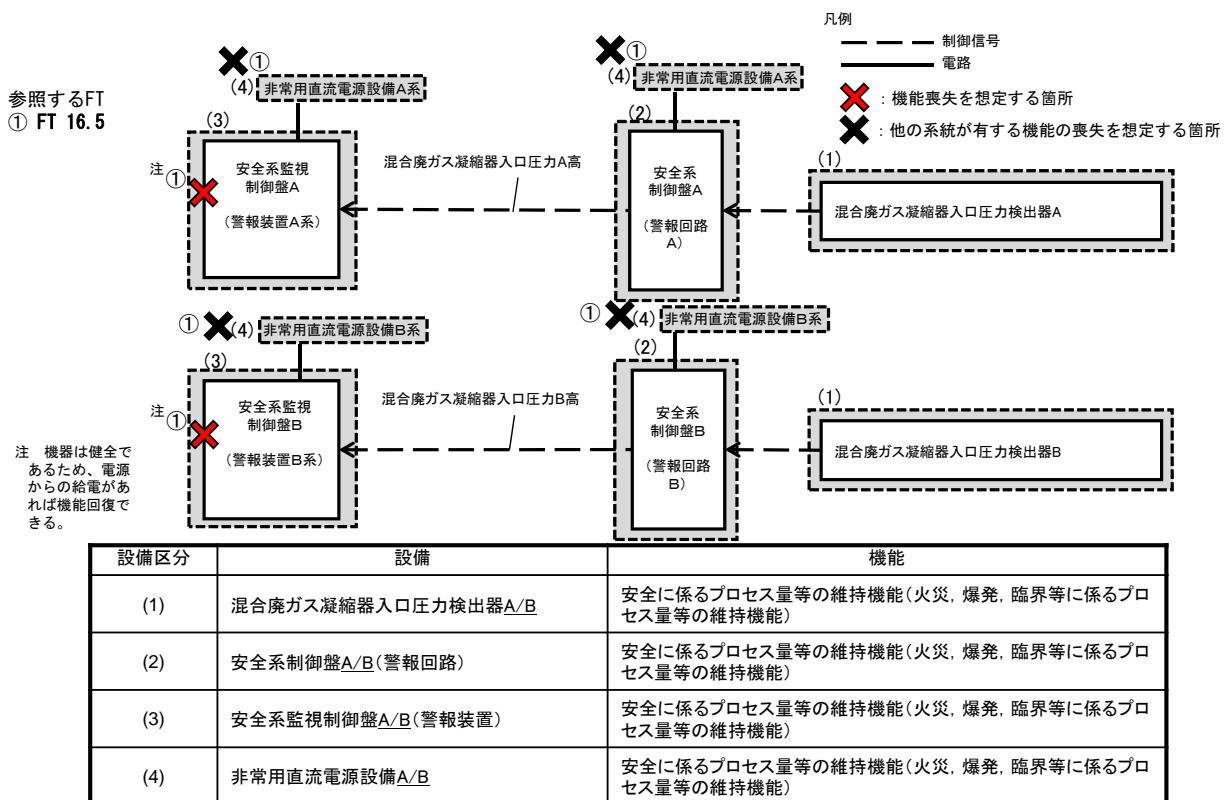 凡例
制御信号
電路
：機能喪失を想定する箇所
：他の系統が有する機能の喪失を想定する箇所
参照するFT
① FT 16.5
①
(4) 非常用直流電源設備A系
(3)
注①
安全系監視
制御盤A
(警報装置A系)
混合廃ガス凝縮器入口圧力A高
①
(4) 非常用直流電源設備A系
(2)
安全系
制御盤A
(警報回路
A)
(1)
混合廃ガス凝縮器入口圧力検出器A
① (4) 非常用直流電源設備B系
(3)
注①
安全系監視
制御盤B
(警報装置B系)
混合廃ガス凝縮器入口圧力B高
① (4) 非常用直流電源設備B系
(2)
安全系
制御盤B
(警報回路
B)
(1)
混合廃ガス凝縮器入口圧力検出器B
注　機器は健全で
あるため、電源
からの給電があ
れば機能回復で
きる。
設備区分 設備 機能
(1) 混合廃ガス凝縮器入口圧力検出器A/B 安全に係るプロセス量等の維持機能(火災，爆発，臨界等に係るプロ
セス量等の維持機能)
(2) 安全系制御盤A/B(警報回路) 安全に係るプロセス量等の維持機能(火災，爆発，臨界等に係るプロ
セス量等の維持機能)
(3) 安全系監視制御盤A/B(警報装置) 安全に係るプロセス量等の維持機能(火災，爆発，臨界等に係るプロ
セス量等の維持機能)
(4) 非常用直流電源設備A/B 安全に係るプロセス量等の維持機能(火災，爆発，臨界等に係るプロ
セス量等の維持機能)